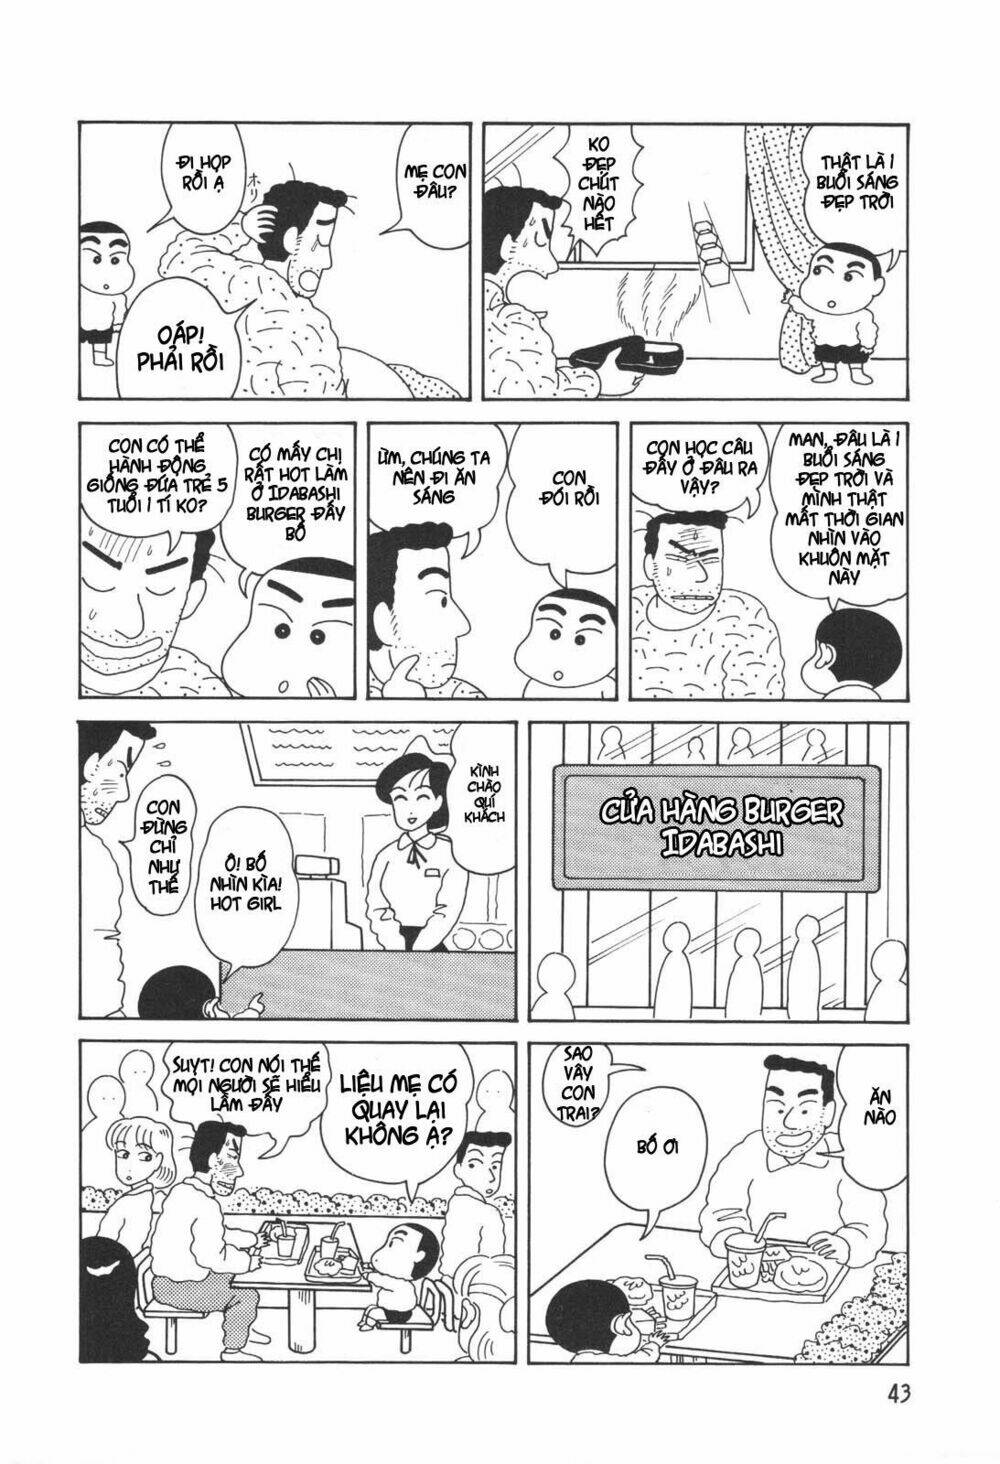 THẬT LÀ 1
BUỔI SÁNG
ĐẸP TRỜI
KO
ĐẸP
CHÚT
NÀO
HẾT
MẸ CON
ĐÂU?
ĐI HỌP
RỒI Ạ
ホリ
OÁP!
PHẢI RỒI
MAN, ĐÂU LÀ 1
BUỔI SÁNG
ĐẸP TRỜI VÀ
MÌNH THẬT
MẤT THỜI GIAN
NHÌN VÀO
KHUÔN MẶT
NÀY
CON HỌC CÂU
ĐẤY Ở ĐÂU RA
VẬY?
CON
ĐÓI RỒI
ỪM, CHÚNG TA
NÊN ĐI ĂN
SÁNG
CÓ MẤY CHỊ
RẤT HOT LÀM
Ở IDABASHI
BURGER ĐẤY
BỐ
CON CÓ THỂ
HÀNH ĐỘNG
GIỐNG ĐỨA TRẺ 5
TUỔI 1 TÍ KO?
CỬA HÀNG BURGER
IDABASHI
KÍNH
CHÀO
QUÍ
KHÁCH
Ô! BỐ
NHÌN KÌA!
HOT GIRL
CON
ĐỪNG
CHỈ
NHƯ
THẾ
ĂN
NÀO
BỐ ƠI
SAO
VẬY
CON
TRAI?
LIỆU MẸ CÓ
QUAY LẠI
KHÔNG Ạ?
SUỴT! CON NÓI THẾ
MỌI NGƯỜI SẼ HIỂU
LẦM ĐẤY
43